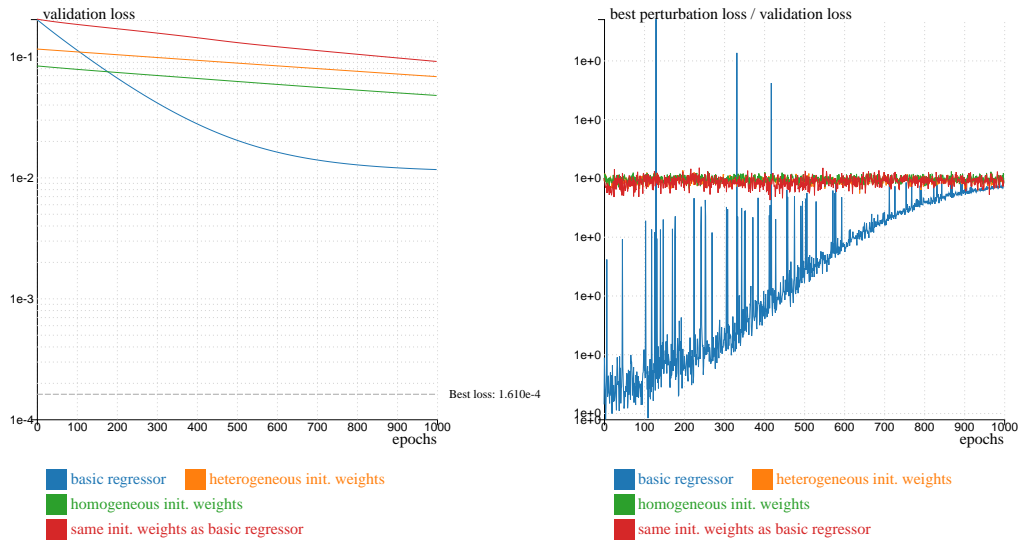 validation loss
1e-1
1e-2
1e-3
1e-4
Best loss: 1.610e-4
0 100 200 300 400 500 600 700 800 900 1000
epochs
basic regressor heterogeneous init. weights
homogeneous init. weights
same init. weights as basic regressor
best perturbation loss / validation loss
1e+0
1e+0
1e+0
1e+0
1e+0
1e+0
1e+0
1e+0
0 100 200 300 400 500 600 700 800 900 1000
epochs
basic regressor heterogeneous init. weights
homogeneous init. weights
same init. weights as basic regressor